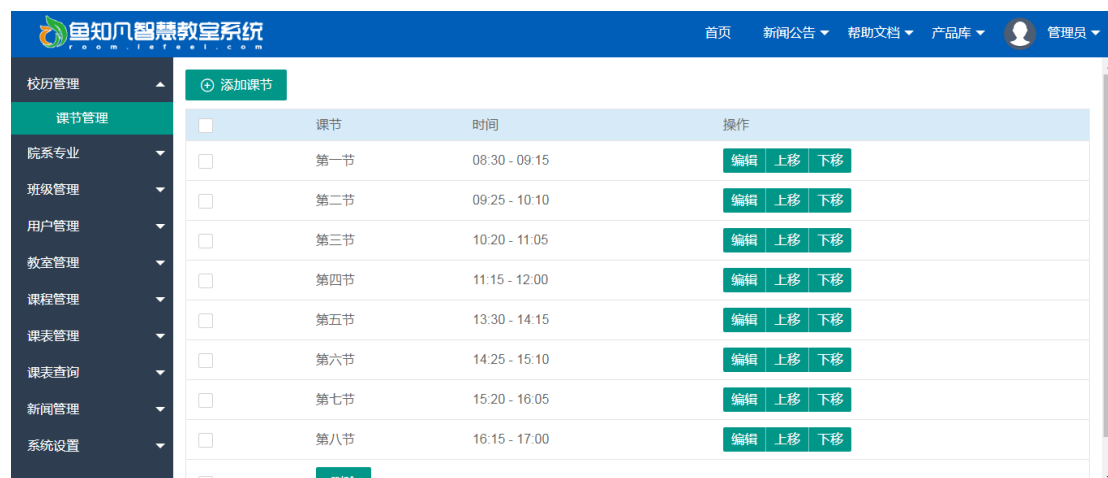 鱼知凡智慧教室系统
room.lefeel.com
首页 新闻公告 帮助文档 产品库 管理员
校历管理
课节管理
院系专业
班级管理
用户管理
教室管理
课程管理
课表管理
课表查询
新闻管理
系统设置
添加课节
课节 时间 操作
第一节 08:30 - 09:15 编辑 上移 下移
第二节 09:25 - 10:10 编辑 上移 下移
第三节 10:20 - 11:05 编辑 上移 下移
第四节 11:15 - 12:00 编辑 上移 下移
第五节 13:30 - 14:15 编辑 上移 下移
第六节 14:25 - 15:10 编辑 上移 下移
第七节 15:20 - 16:05 编辑 上移 下移
第八节 16:15 - 17:00 编辑 上移 下移